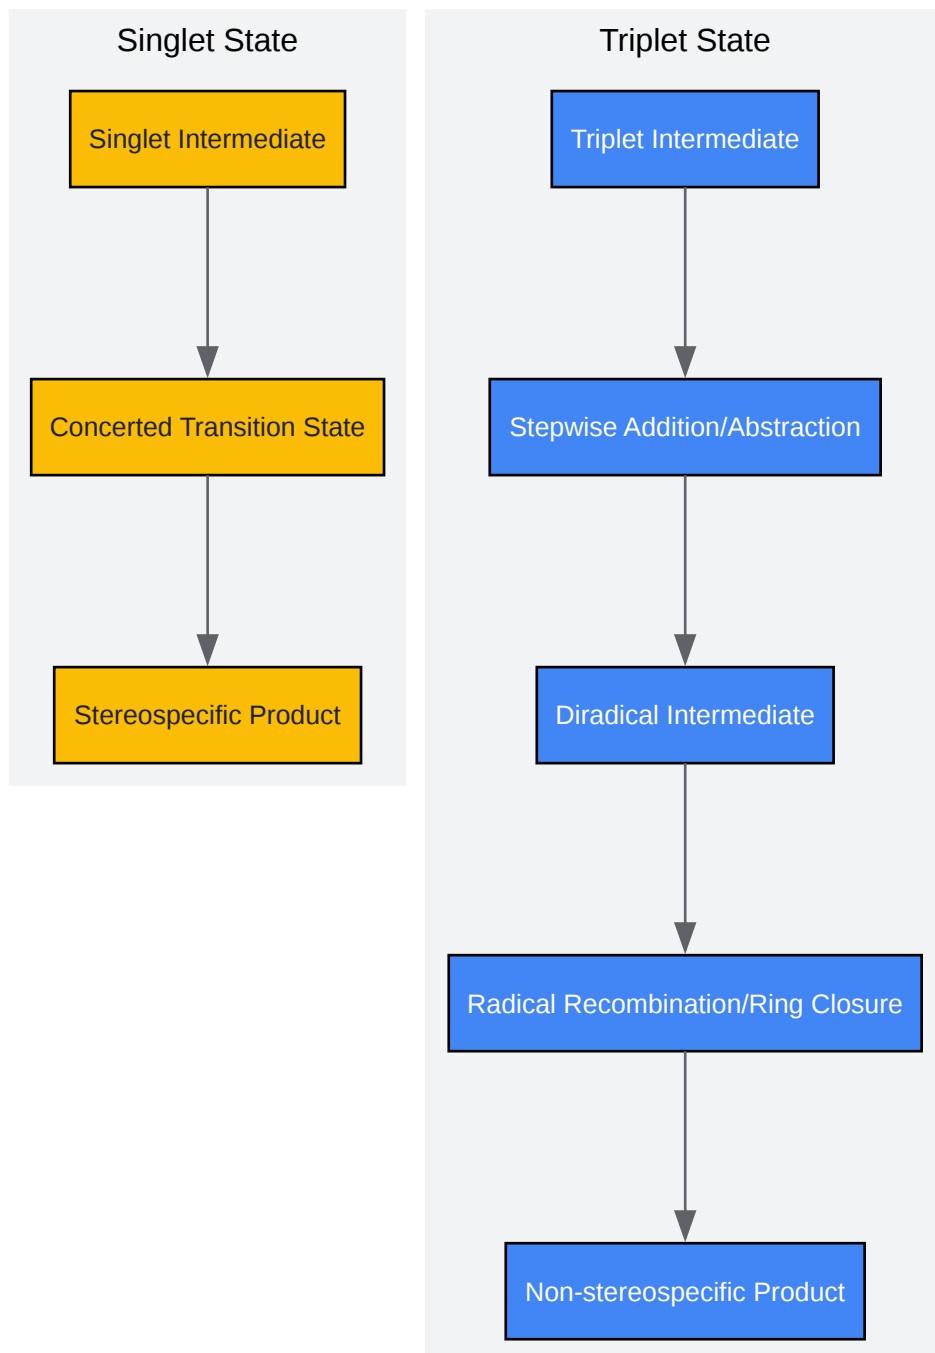 Singlet State
Singlet Intermediate
Concerted Transition State
Stereospecific Product
Triplet State
Triplet Intermediate
Stepwise Addition/Abstraction
Diradical Intermediate
Radical Recombination/Ring Closure
Non-stereospecific Product